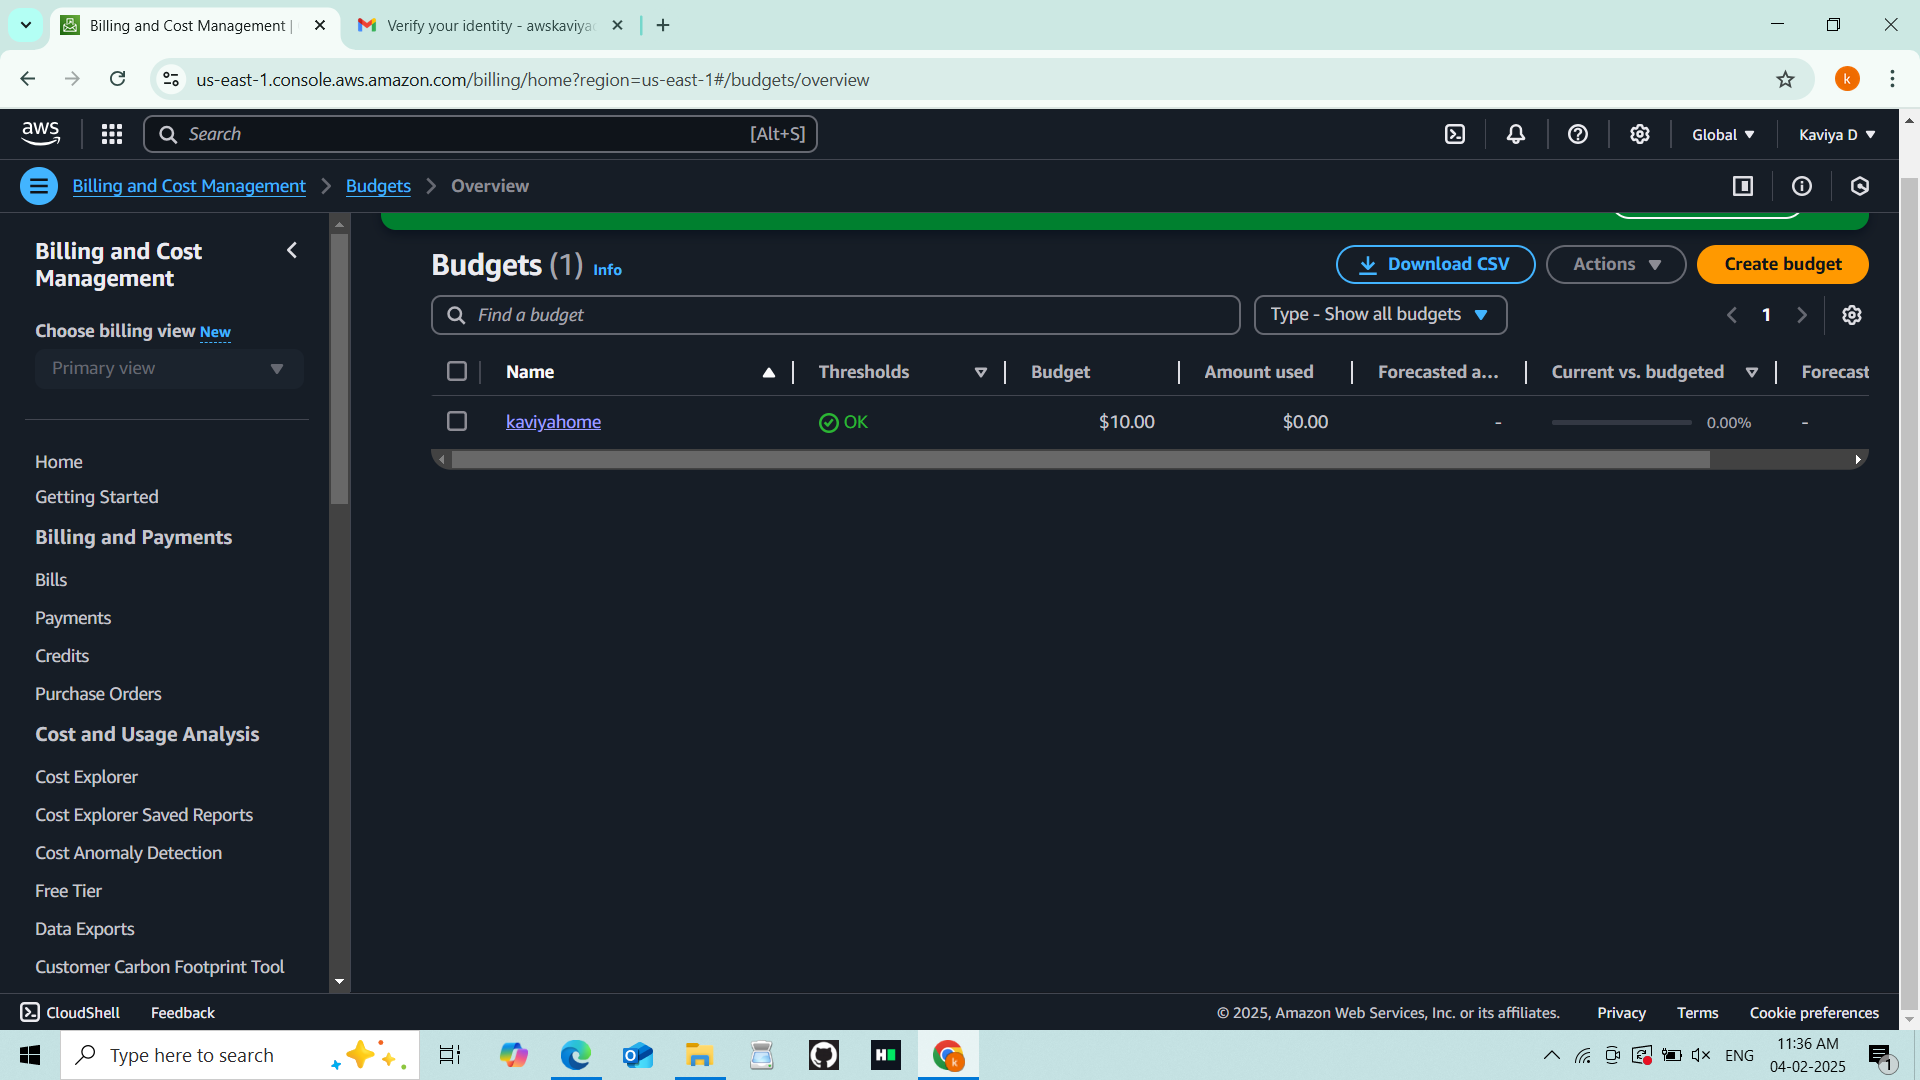 Billing and Cost Management |
Verify your identity - awskaviya
us-east-1.console.aws.amazon.com/billing/home?region=us-east-1#/budgets/overview
k
aws
Search
[Alt+S]
Global
Kaviya D
Billing and Cost Management
Budgets
Overview
Billing and Cost
Management
Choose billing view New
Primary view
Home
Getting Started
Billing and Payments
Bills
Payments
Credits
Purchase Orders
Cost and Usage Analysis
Cost Explorer
Cost Explorer Saved Reports
Cost Anomaly Detection
Free Tier
Data Exports
Customer Carbon Footprint Tool
Budgets (1) Info
Download CSV
Actions
Create budget
Find a budget
Type - Show all budgets
1
Name
Thresholds
Budget
Amount used
Forecasted a...
Current vs. budgeted
Forecast
kaviyahome
OK
$10.00
$0.00
-
0.00%
-
CloudShell
Feedback
© 2025, Amazon Web Services, Inc. or its affiliates.
Privacy
Terms
Cookie preferences
Type here to search
H
k
ENG
11:36 AM
04-02-2025
1